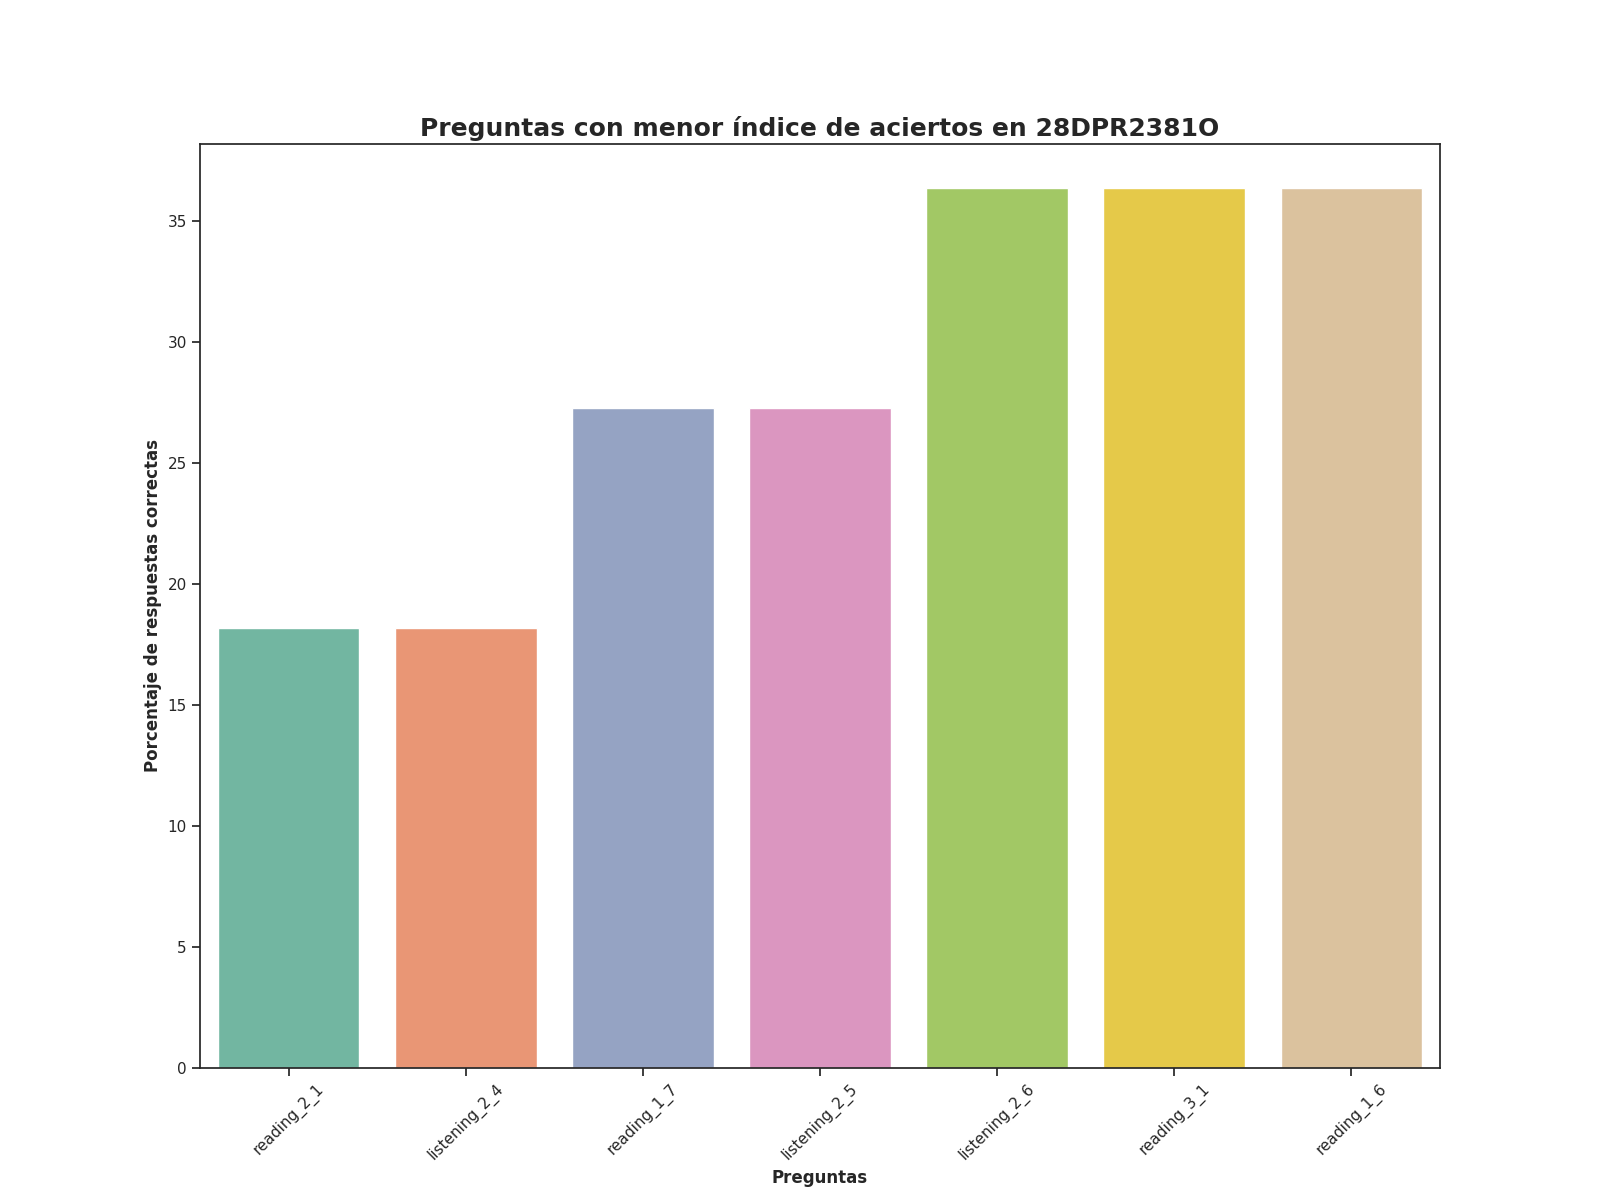 Preguntas con menor índice de aciertos en 28DPR2381O
Porcentaje de respuestas correctas
35
30
25
20
15
10
5
0
reading_2_1
listening_2_4
reading_1_7
listening_2_5
listening_2_6
reading_3_1
reading_1_6
Preguntas